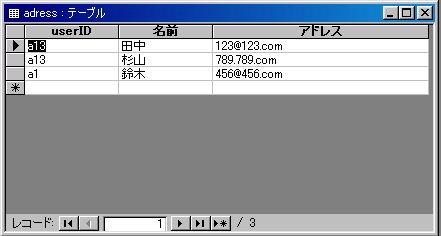 adress : テーブル
userID 名前 アドレス
a13 田中 123@123.com
a13 杉山 789.789.com
a1 鈴木 456@456.com
レコード: 1 / 3